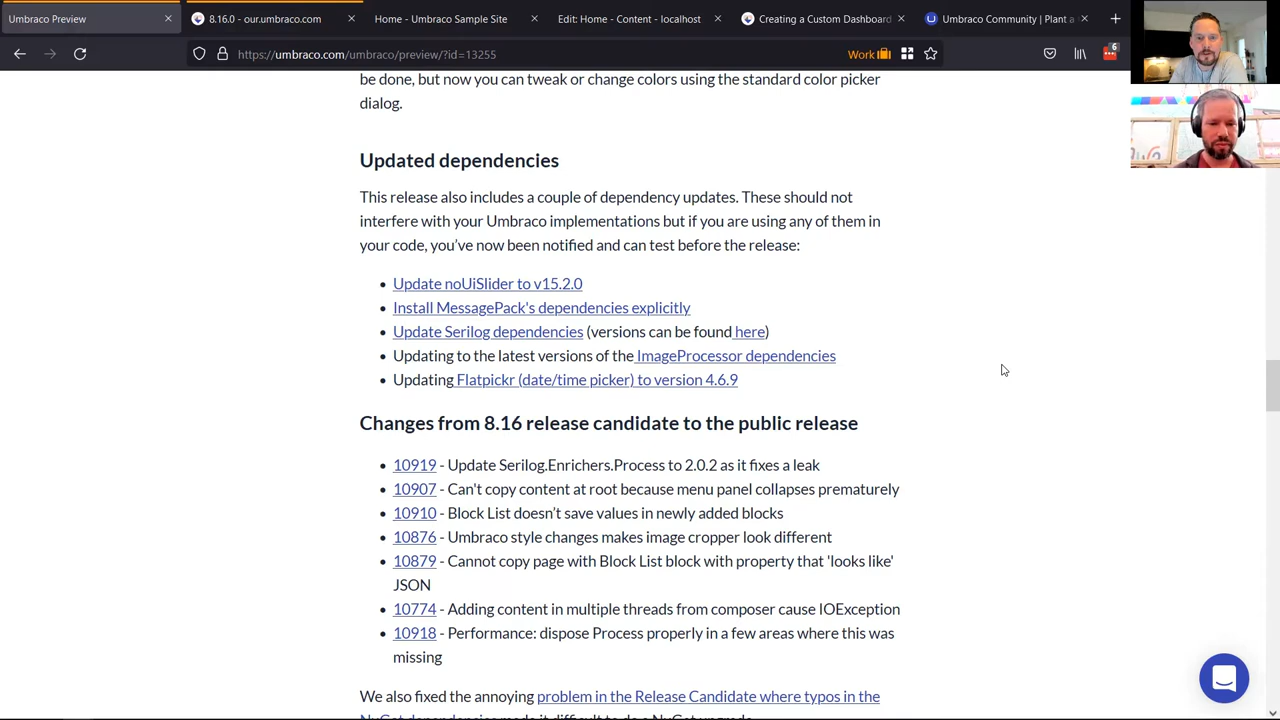 Umbraco Preview
8.16.0 - our.umbraco.com
Home - Umbraco Sample Site
Edit: Home - Content - localhost
Creating a Custom Dashboard
Umbraco Community | Plant a
https://umbraco.com/umbraco/preview/?id=13255
Work
6
be done, but now you can tweak or change colors using the standard color picker
dialog.
Updated dependencies
This release also includes a couple of dependency updates. These should not
interfere with your Umbraco implementations but if you are using any of them in
your code, you’ve now been notified and can test before the release:
Update noUiSlider to v15.2.0
Install MessagePack's dependencies explicitly
Update Serilog dependencies (versions can be found here)
Updating to the latest versions of the ImageProcessor dependencies
Updating Flatpickr (date/time picker) to version 4.6.9
Changes from 8.16 release candidate to the public release
10919 - Update Serilog.Enrichers.Process to 2.0.2 as it fixes a leak
10907 - Can't copy content at root because menu panel collapses prematurely
10910 - Block List doesn’t save values in newly added blocks
10876 - Umbraco style changes makes image cropper look different
10879 - Cannot copy page with Block List block with property that 'looks like'
JSON
10774 - Adding content in multiple threads from composer cause IOException
10918 - Performance: dispose Process properly in a few areas where this was
missing
We also fixed the annoying problem in the Release Candidate where typos in the
NuGet dependencies made it difficult to do a NuGet upgrade